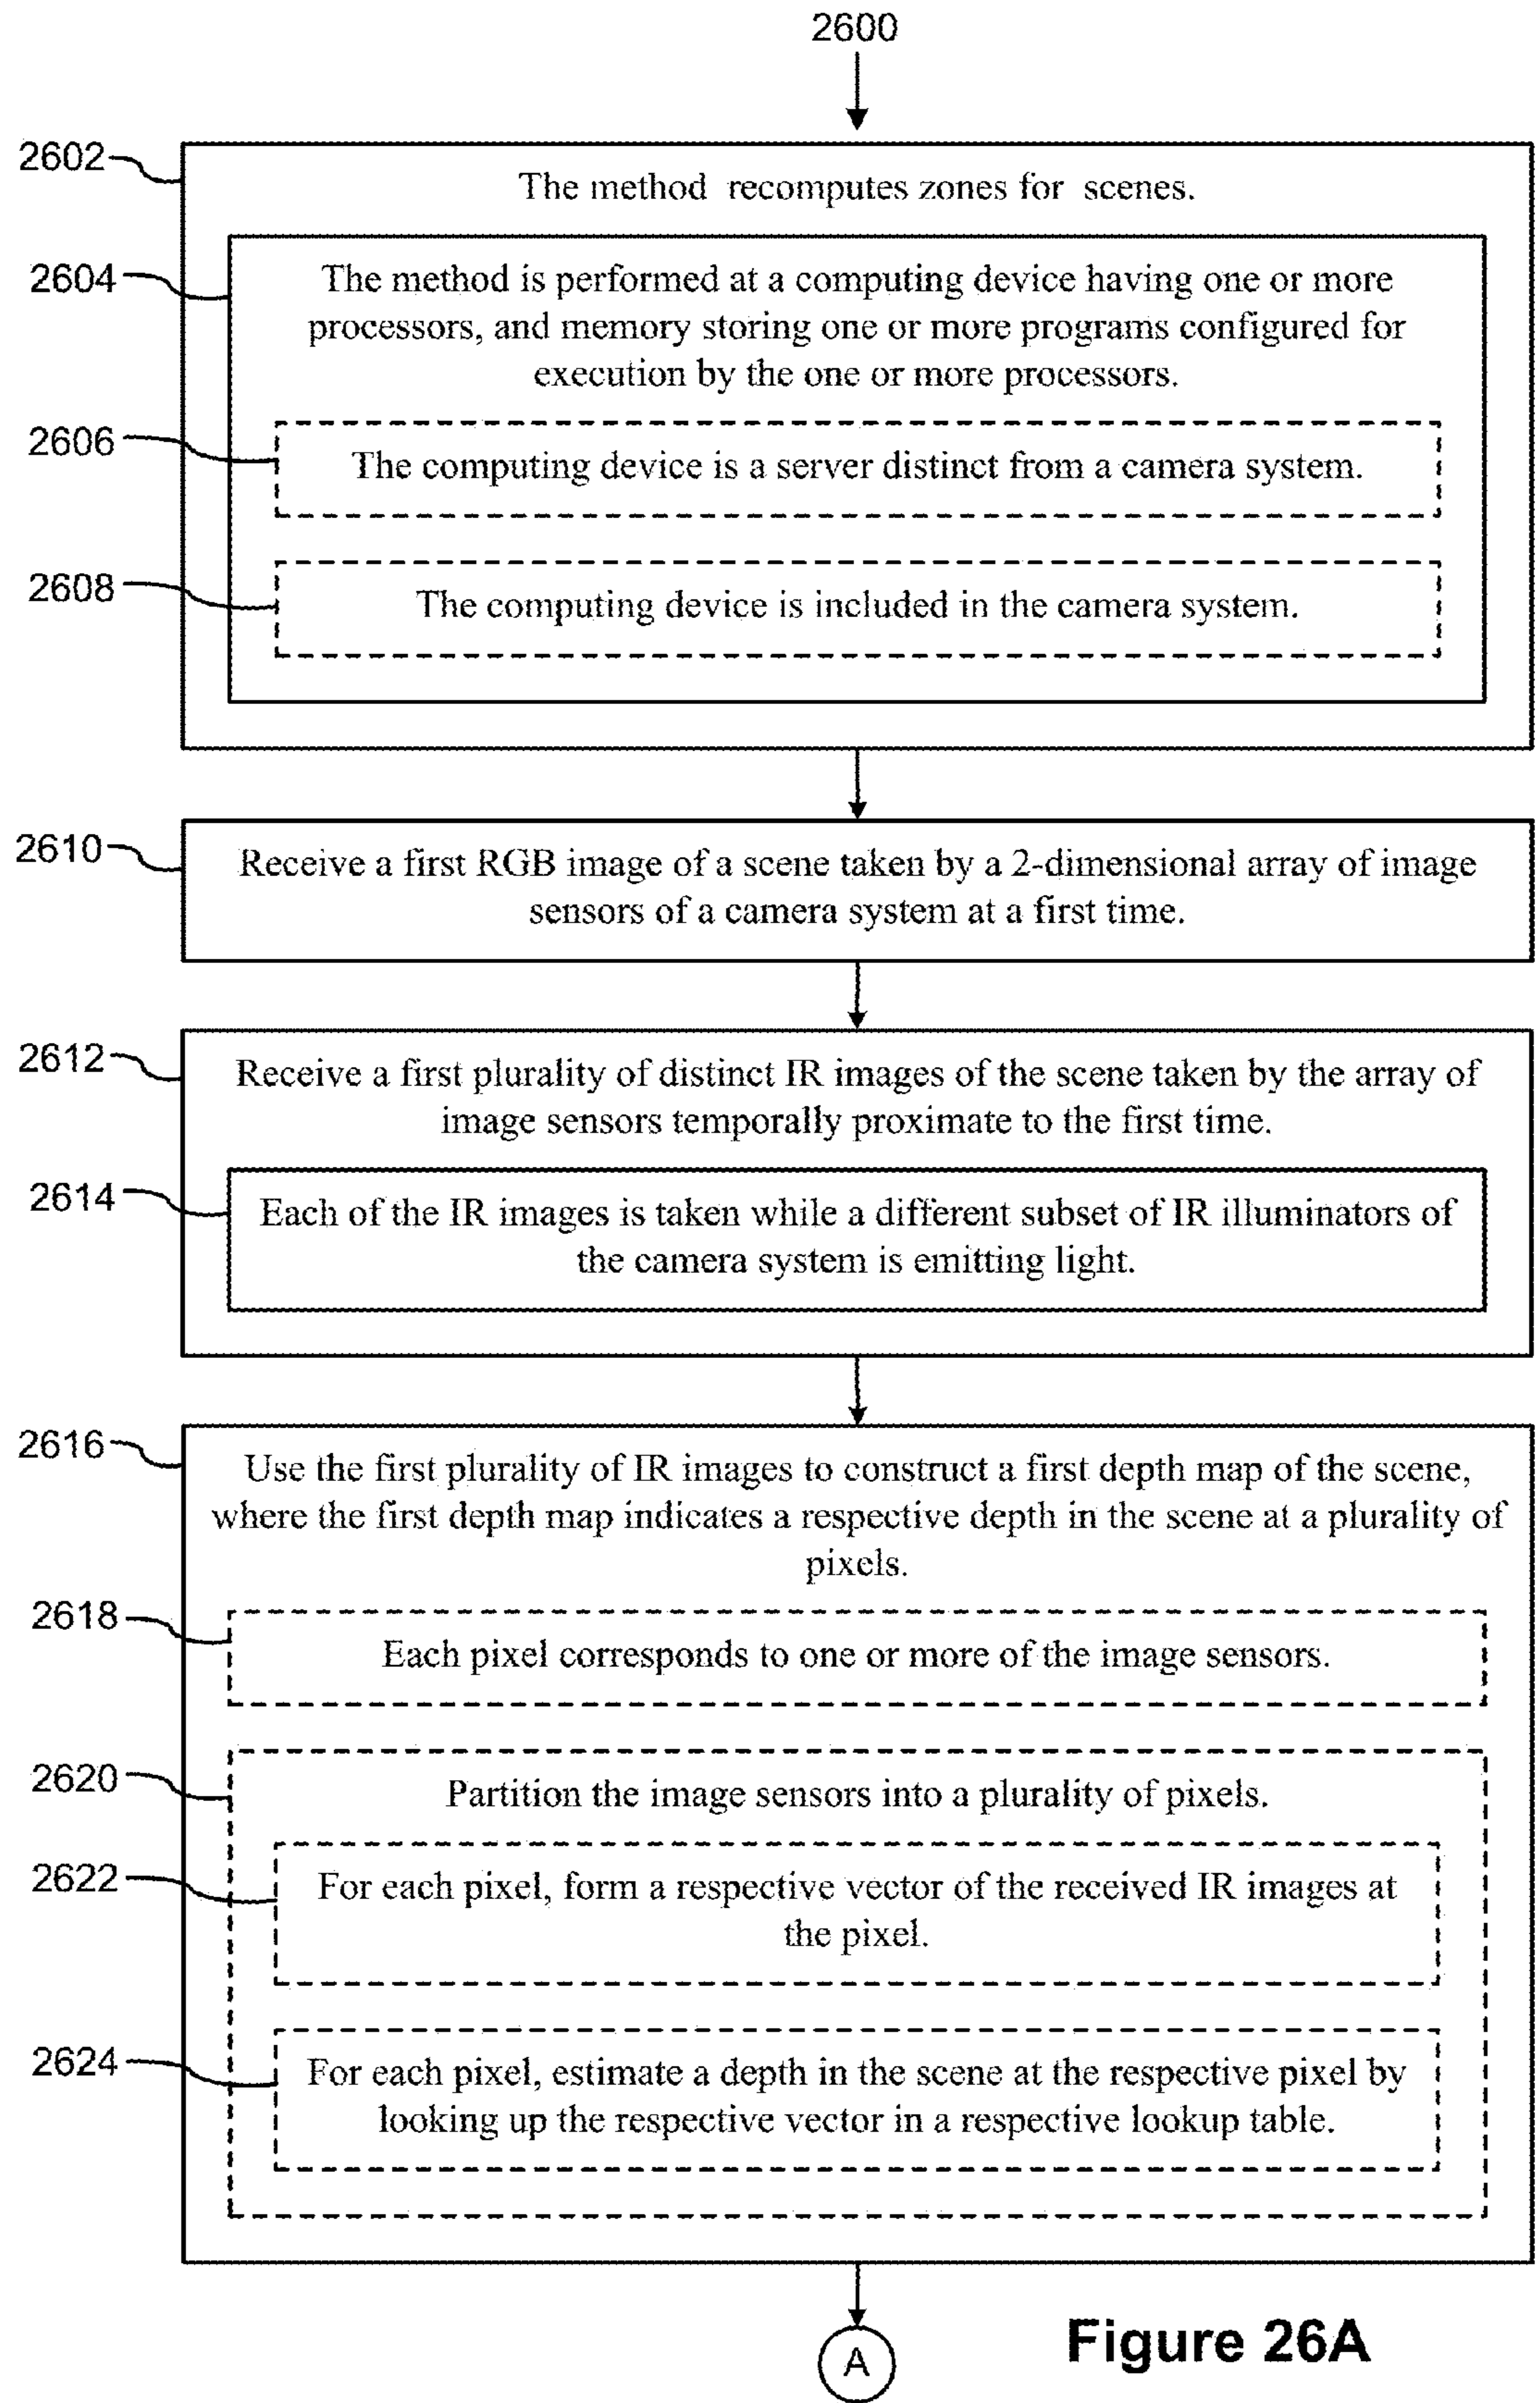 2600
2602
The method recomputes zones for scenes.
2604
The method is performed at a computing device having one or more
processors, and memory storing one or more programs configured for
execution by the one or more processors.
2606
The computing device is a server distinct from a camera system.
2608
The computing device is included in the camera system.
2610
Receive a first RGB image of a scene taken by a 2-dimensional array of image
sensors of a camera system at a first time.
2612
Receive a first plurality of distinct IR images of the scene taken by the array of
image sensors temporally proximate to the first time.
2614
Each of the IR images is taken while a different subset of IR illuminators of
the camera system is emitting light.
2616
Use the first plurality of IR images to construct a first depth map of the scene,
where the first depth map indicates a respective depth in the scene at a plurality of
pixels.
2618
Each pixel corresponds to one or more of the image sensors.
2620
Partition the image sensors into a plurality of pixels.
2622
For each pixel, form a respective vector of the received IR images at
the pixel.
2624
For each pixel, estimate a depth in the scene at the respective pixel by
looking up the respective vector in a respective lookup table.
A
Figure 26A